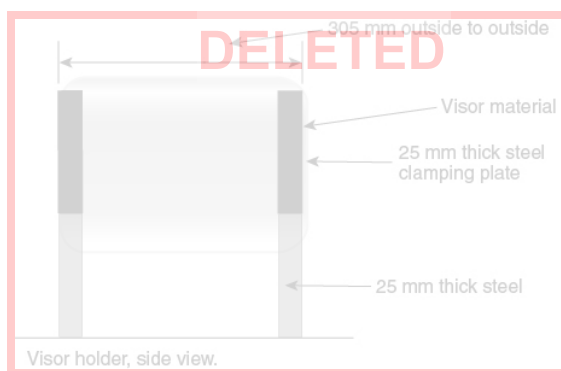 305 mm outside to outside
DELETED
Visor material
25 mm thick steel
clamping plate
25 mm thick steel
Visor holder, side view.